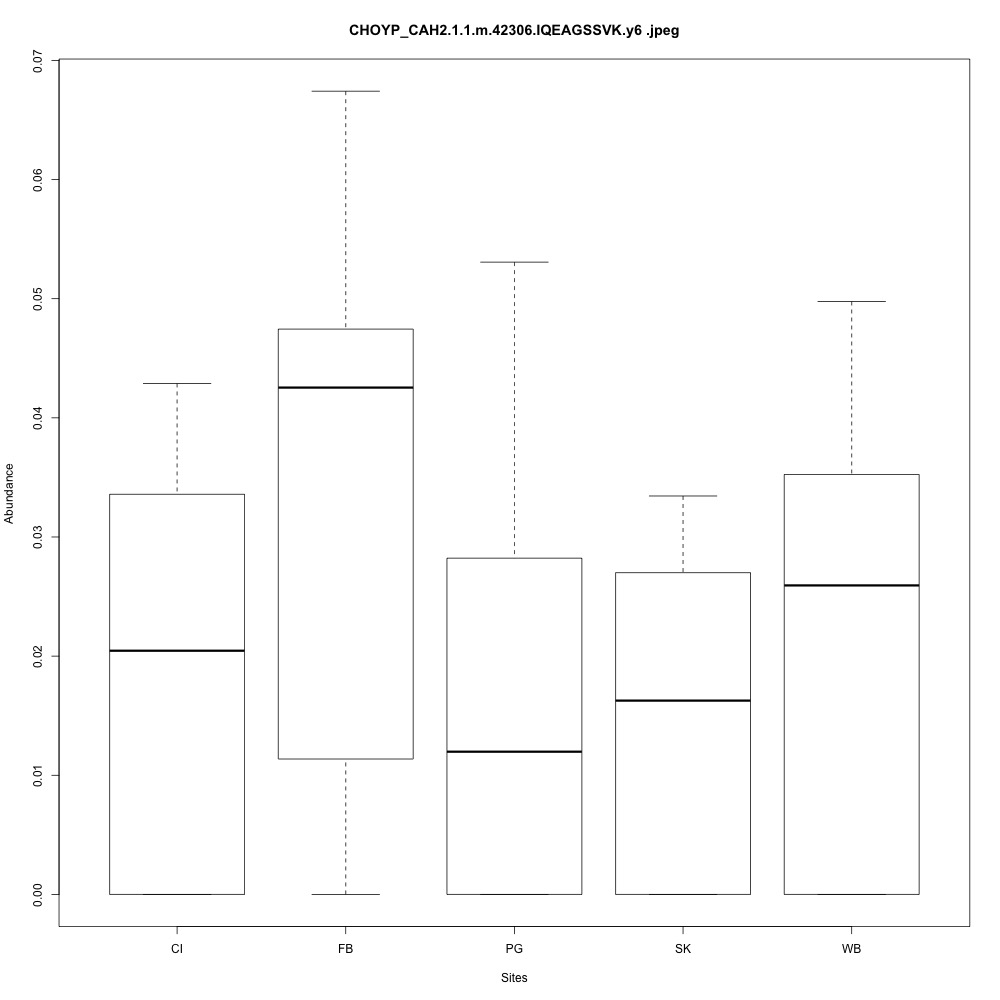 CHOYP_CAH2.1.1.m.42306.IQEAGSSVK.y6 .jpeg
0.07
0.06
0.05
0.04
0.03
0.02
0.01
0.00
Abundance
CI FB PG SK WB
Sites